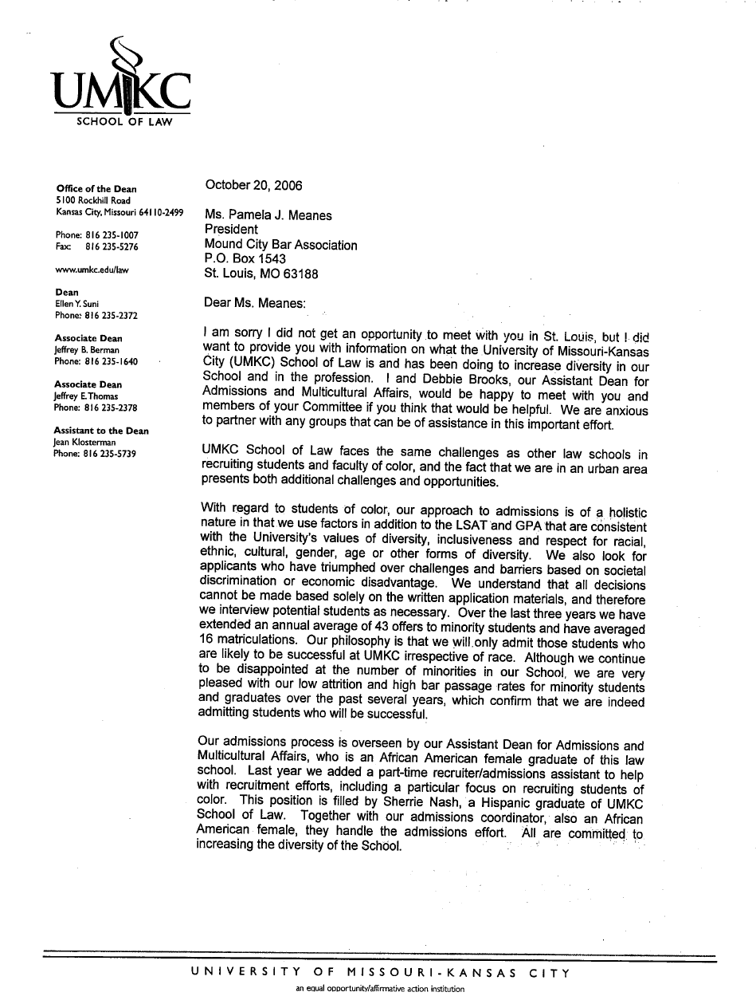 UMKC
SCHOOL OF LAW
Office of the Dean
5100 Rockhill Road
Kansas City, Missouri 64110-2499
Phone: 816 235-1007
Fax: 816 235-5276
www.umkc.edu/law
Dean
Ellen Y. Suni
Phone: 816 235-2372
Associate Dean
Jeffrey B. Berman
Phone: 816 235-1640
Associate Dean
Jeffrey E. Thomas
Phone: 816 235-2378
Assistant to the Dean
Jean Klosterman
Phone: 816 235-5739
October 20, 2006
Ms. Pamela J. Meanes
President
Mound City Bar Association
P.O. Box 1543
St. Louis, MO 63188
Dear Ms. Meanes:
I am sorry I did not get an opportunity to meet with you in St. Louis, but I did
want to provide you with information on what the University of Missouri-Kansas
City (UMKC) School of Law is and has been doing to increase diversity in our
School and in the profession. I and Debbie Brooks, our Assistant Dean for
Admissions and Multicultural Affairs, would be happy to meet with you and
members of your Committee if you think that would be helpful. We are anxious
to partner with any groups that can be of assistance in this important effort.
UMKC School of Law faces the same challenges as other law schools in
recruiting students and faculty of color, and the fact that we are in an urban area
presents both additional challenges and opportunities.
With regard to students of color, our approach to admissions is of a holistic
nature in that we use factors in addition to the LSAT and GPA that are consistent
with the University's values of diversity, inclusiveness and respect for racial,
ethnic, cultural, gender, age or other forms of diversity. We also look for
applicants who have triumphed over challenges and barriers based on societal
discrimination or economic disadvantage. We understand that all decisions
cannot be made based solely on the written application materials, and therefore
we interview potential students as necessary. Over the last three years we have
extended an annual average of 43 offers to minority students and have averaged
16 matriculations. Our philosophy is that we will only admit those students who
are likely to be successful at UMKC irrespective of race. Although we continue
to be disappointed at the number of minorities in our School, we are very
pleased with our low attrition and high bar passage rates for minority students
and graduates over the past several years, which confirm that we are indeed
admitting students who will be successful.
Our admissions process is overseen by our Assistant Dean for Admissions and
Multicultural Affairs, who is an African American female graduate of this law
school. Last year we added a part-time recruiter/admissions assistant to help
with recruitment efforts, including a particular focus on recruiting students of
color. This position is filled by Sherrie Nash, a Hispanic graduate of UMKC
School of Law. Together with our admissions coordinator, also an African
American female, they handle the admissions effort. All are committed to
increasing the diversity of the School.
UNIVERSITY OF MISSOURI-KANSAS CITY
an equal opportunity/affirmative action institution